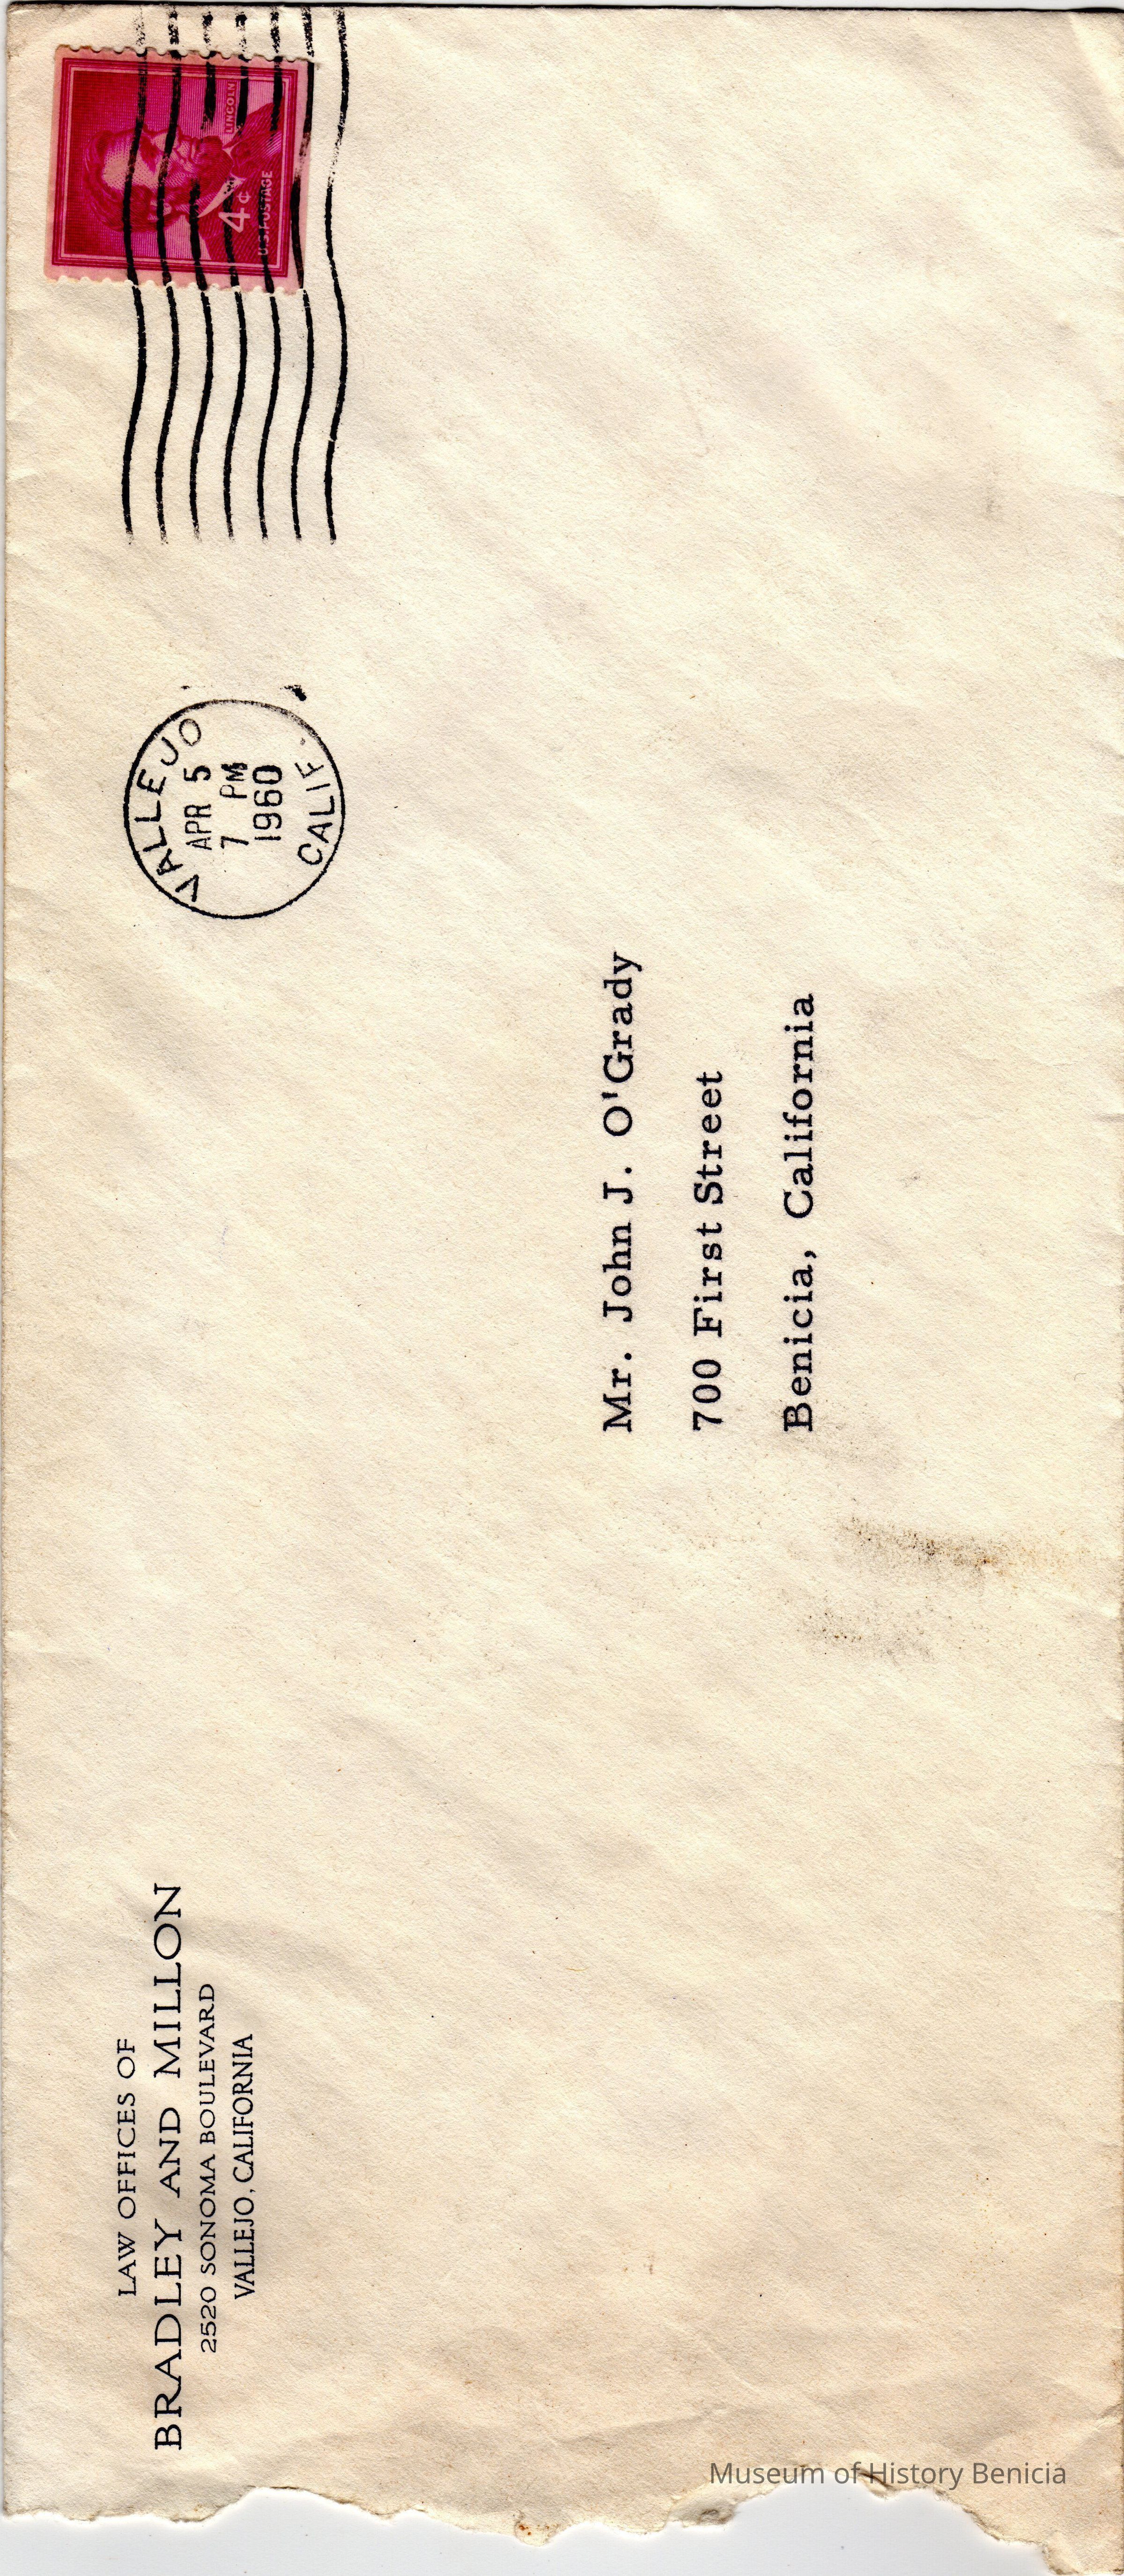 LAW OFFICES OF
BRADLEY AND MILLON
2520 SONOMA BOULEVARD
VALLEJO, CALIFORNIA
VALLEJO
APR 5
7 PM
1960
CALIF.
LINCOLN
4¢
U.S. POSTAGE
Mr. John J. O'Grady
700 First Street
Benicia, California
Museum of History Benicia